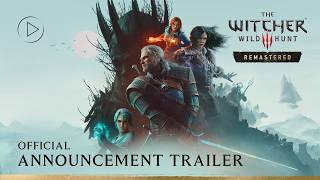 THE
WITCHER
WILD HUNT
REMASTERED
OFFICIAL
ANNOUNCEMENT TRAILER